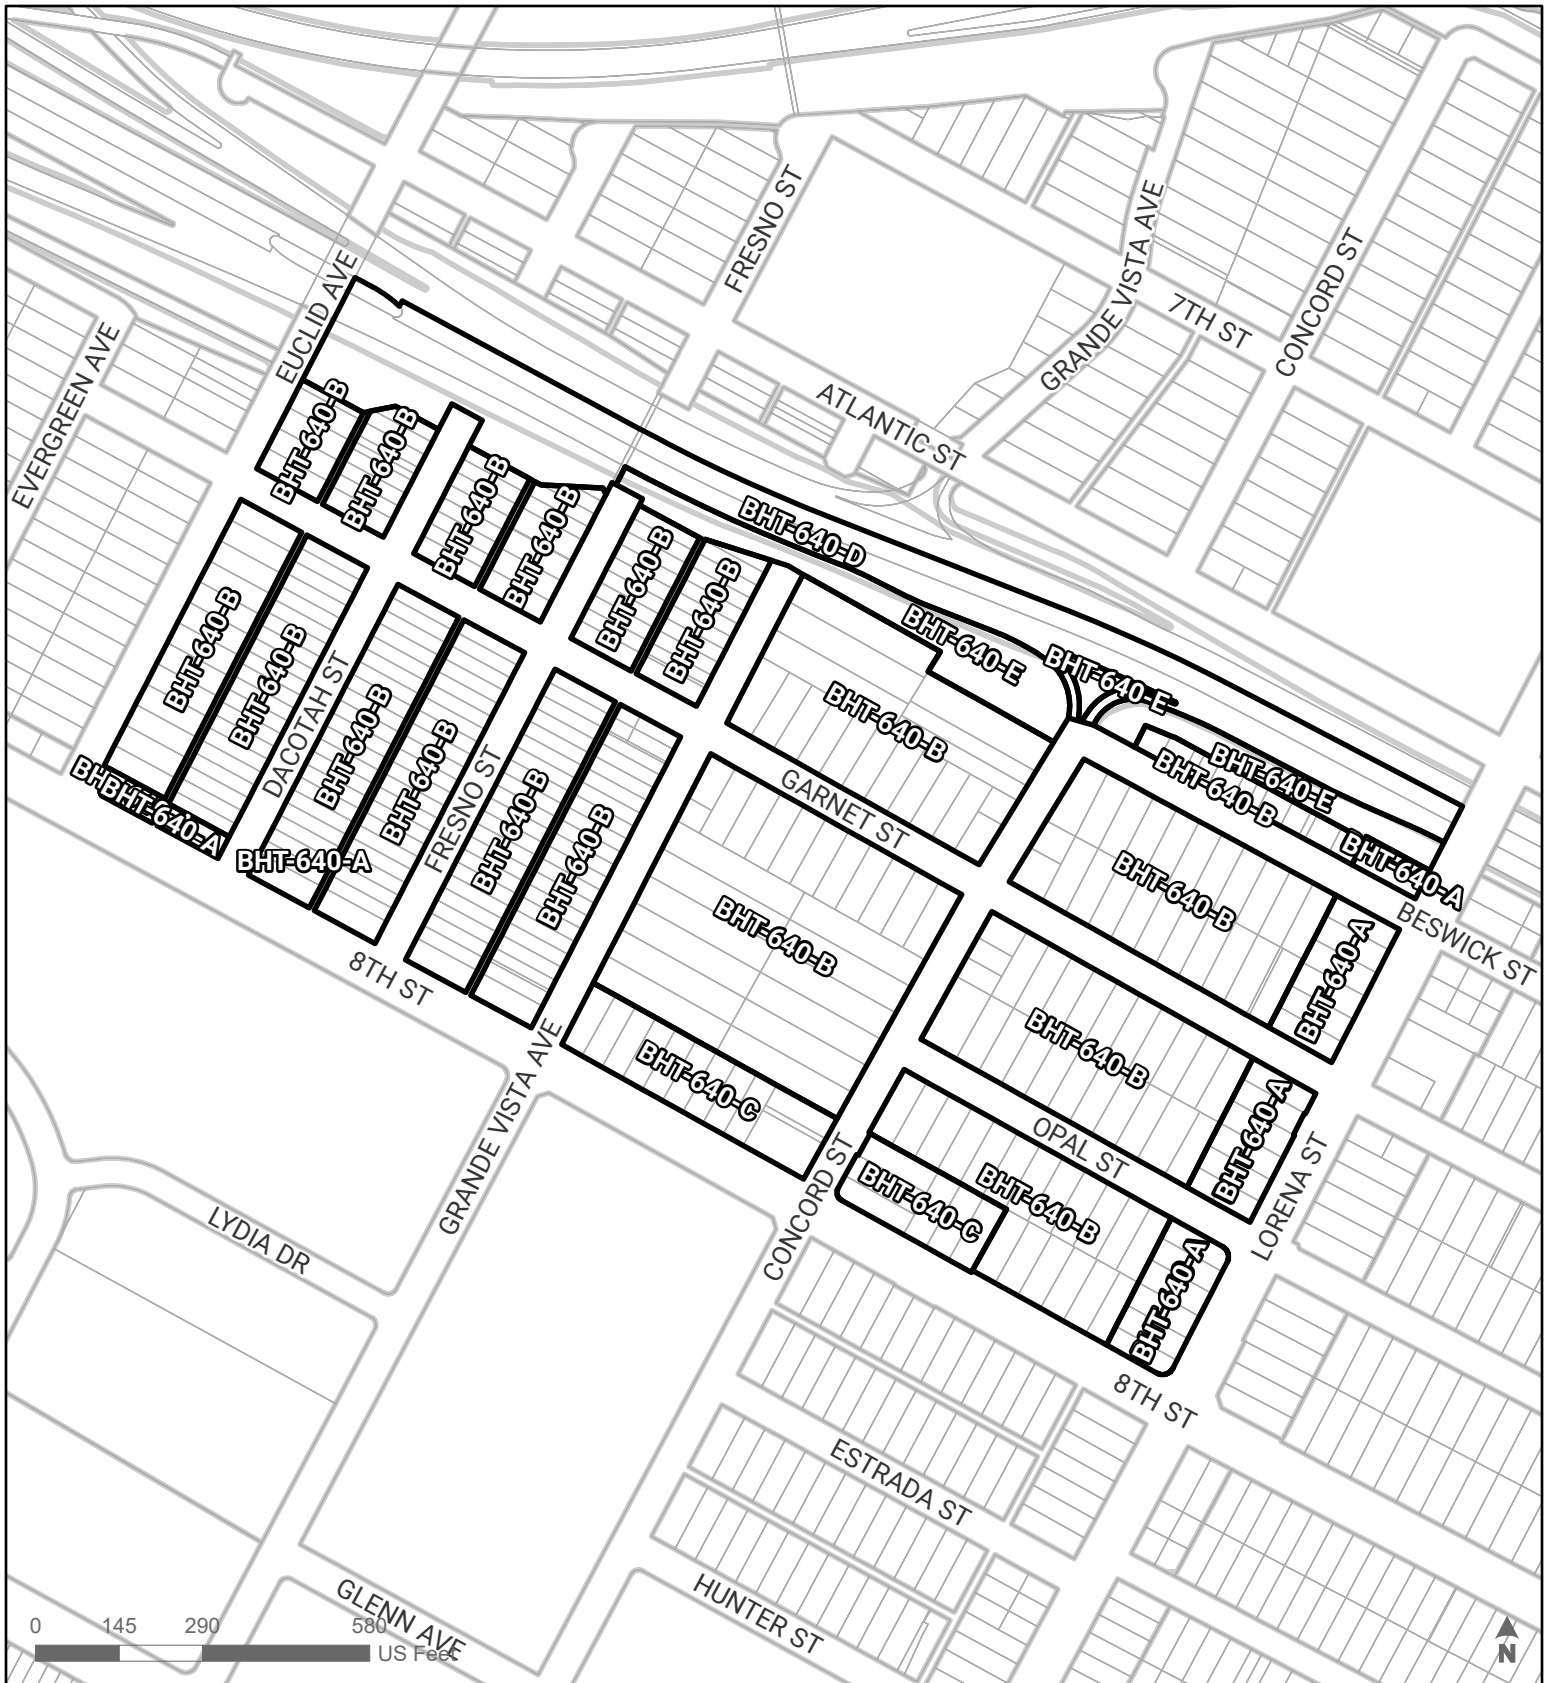 FRESNO ST
GRANDE VISTA AVE
CONCORD ST
7TH ST
EUCLID AVE
EVERGREEN AVE
ATLANTIC ST
BHT-640-B
BHT-640-B
BHT-640-B
BHT-640-B
BHT-640-D
BHT-640-B
BHT-640-B
BHT-640-E
BHT-640-E
BHT-640-B
BHT-640-B
DACOTAH ST
BHT-640-B
BHT-640-B
FRESNO ST
BHT-640-B
BHT-640-B
BHT-640-B
GARNET ST
BHT-640-E
BHT-640-B
BHT-640-A
BHT-640-A
BHT-640-A
BHT-640-B
BHT-640-A
BESWICK ST
BHT-640-B
8TH ST
BHT-640-B
BHT-640-C
GRANDE VISTA AVE
OPAL ST
BHT-640-A
LORENA ST
BHT-640-B
BHT-640-C
CONCORD ST
BHT-640-A
LYDIA DR
8TH ST
ESTRADA ST
HUNTER ST
GLENN AVE
0 145 290 580
US Feet
N